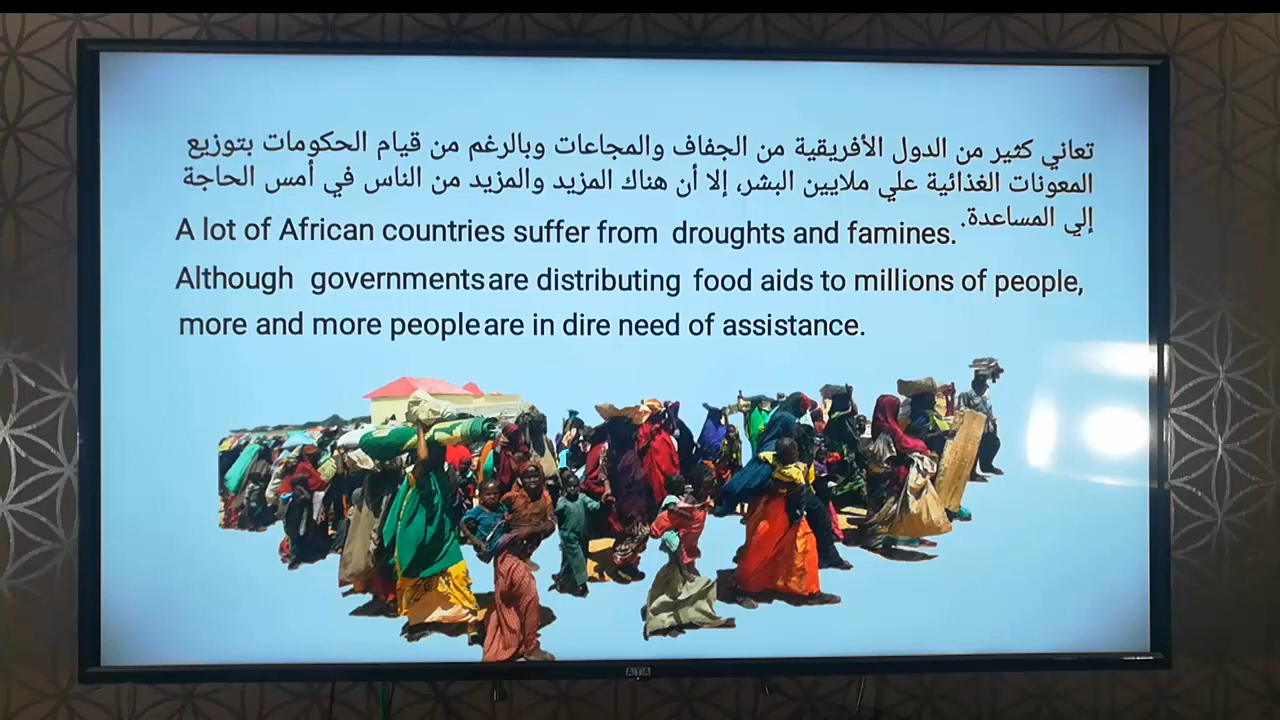 تعاني كثير من الدول الأفريقية من الجفاف والمجاعات وبالرغم من قيام الحكومات بتوزيع
المعونات الغذائية علي ملايين البشر، إلا أن هناك المزيد والمزيد من الناس في أمس الحاجة
إلي المساعدة.
A lot of African countries suffer from droughts and famines.
Although governments are distributing food aids to millions of people,
more and more people are in dire need of assistance.
ATA